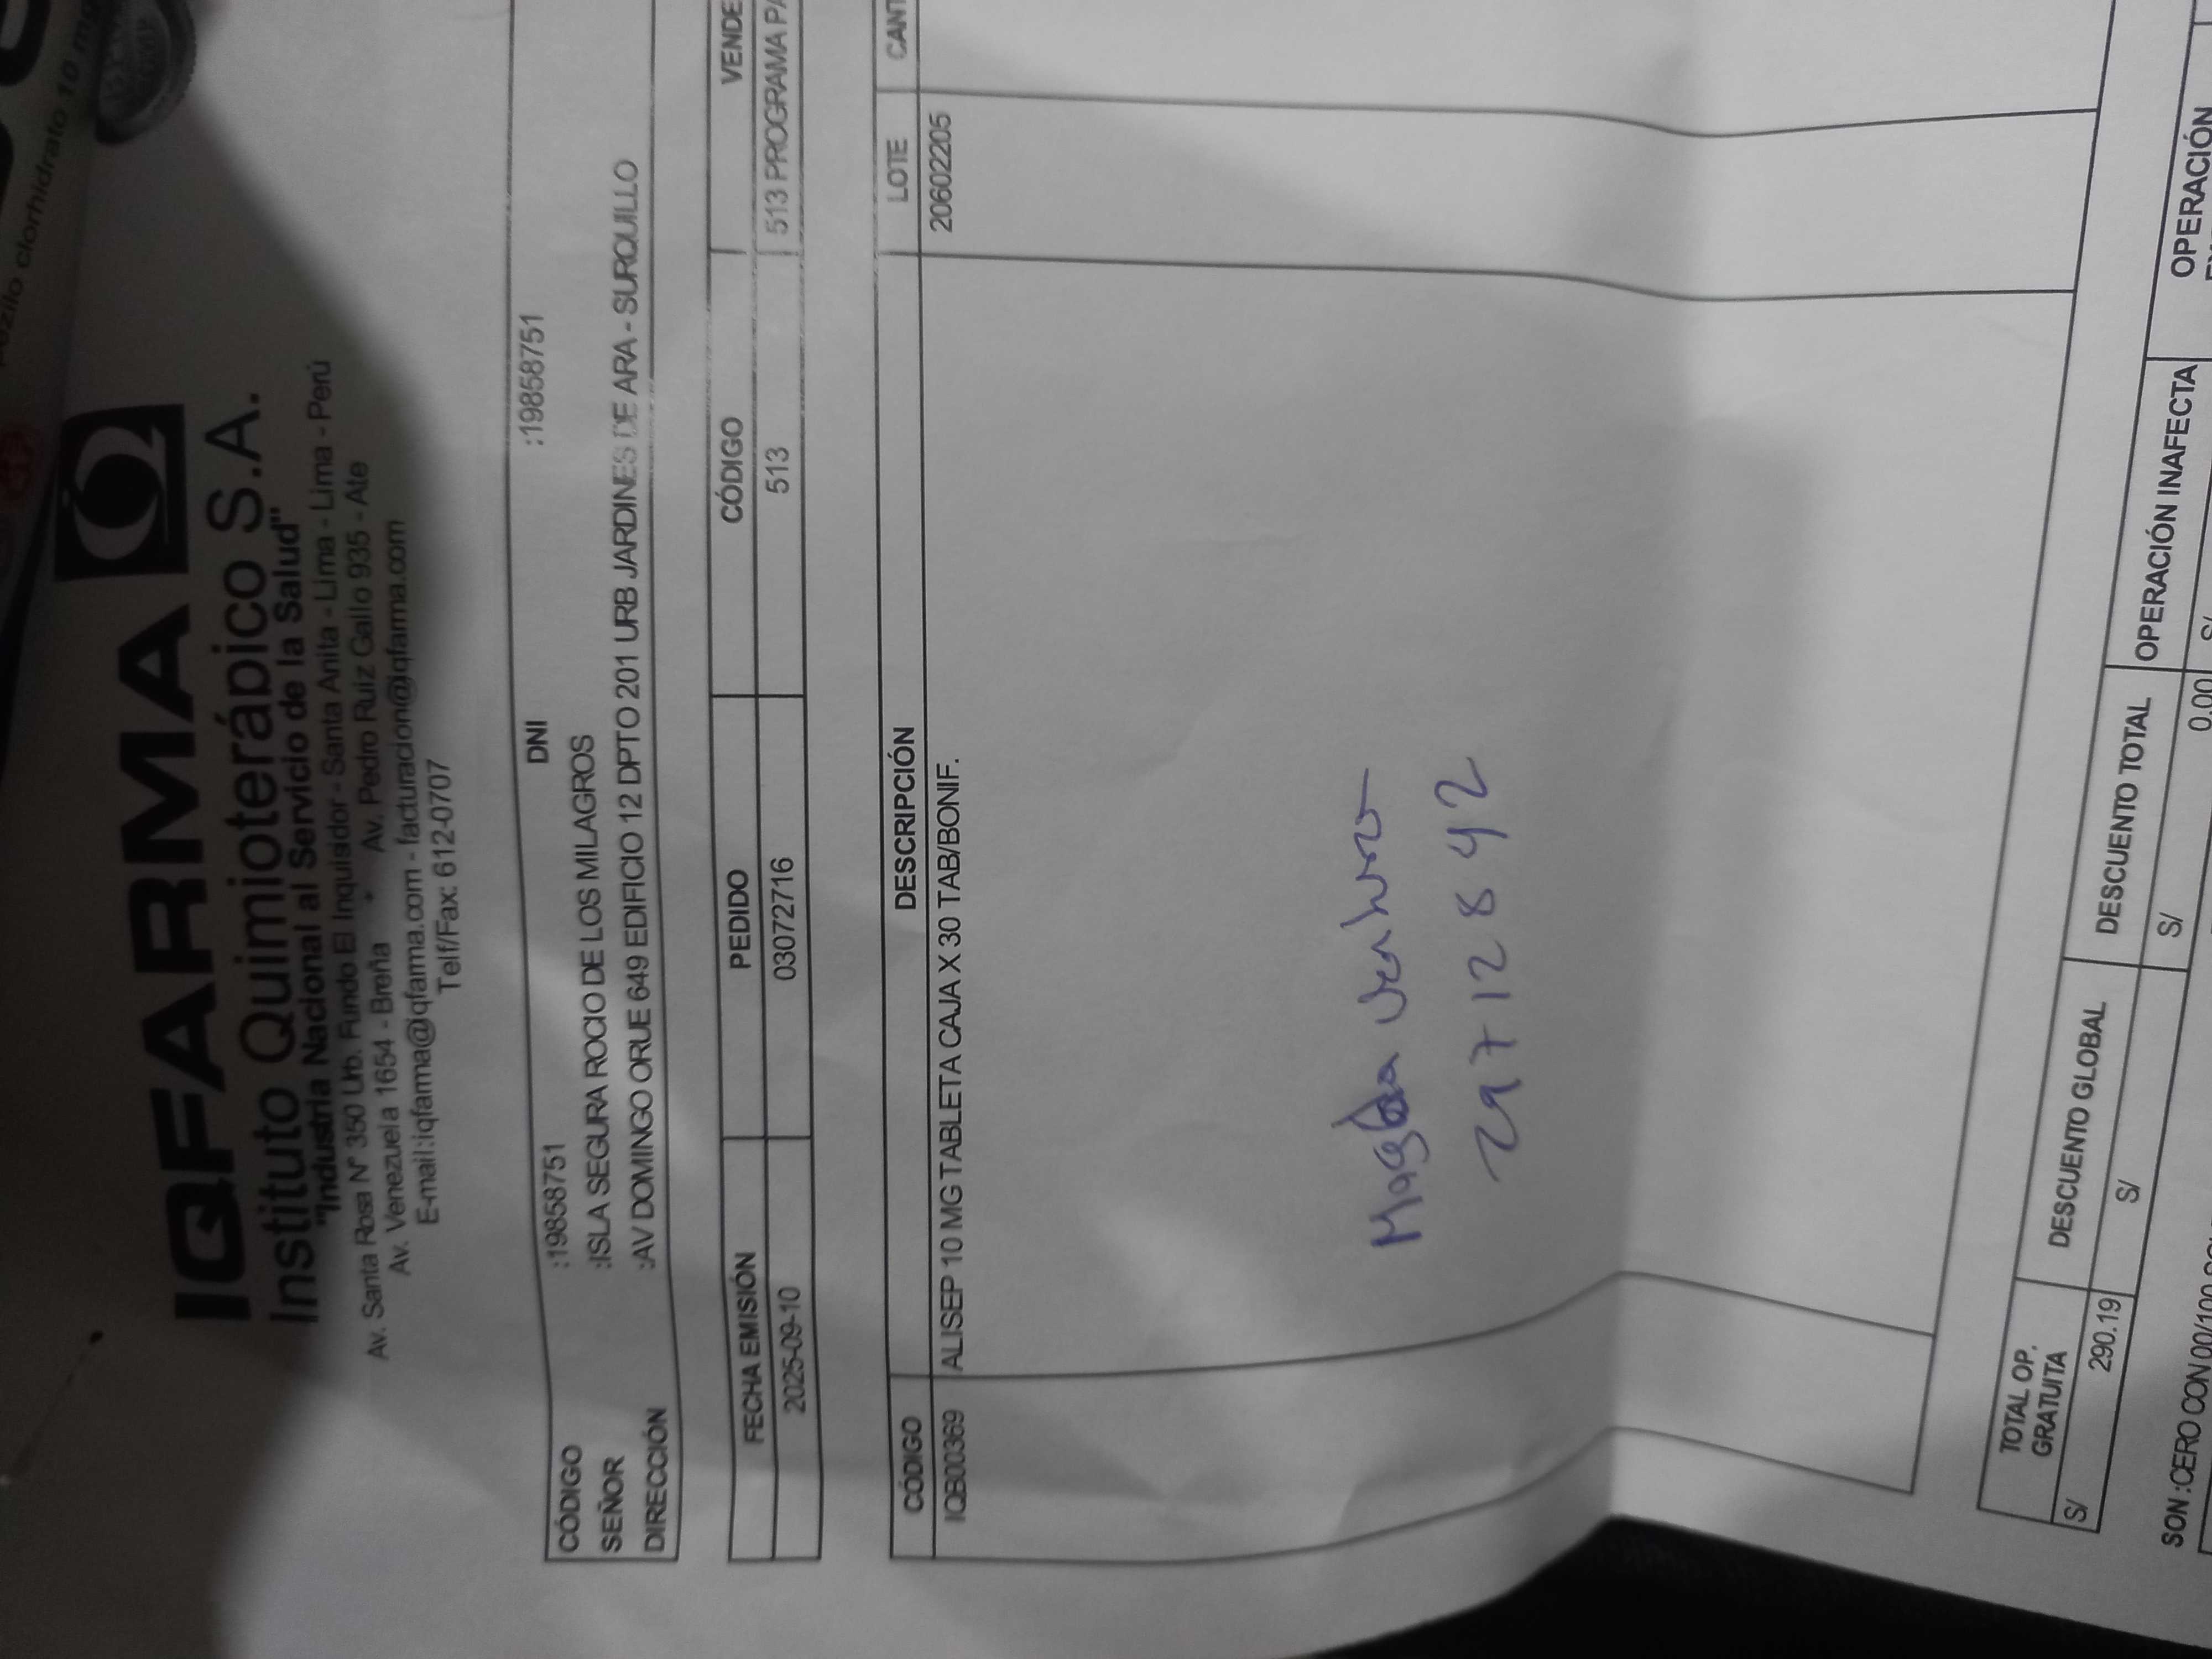 clorhidrato 10 mg
IQFARMA
Instituto Quimioterápico S.A.
"Industria Nacional al Servicio de la Salud"
Av. Santa Rosa N° 350 Urb. Fundo El Inquisidor - Santa Anita - Lima - Lima - Perú
Av. Venezuela 1654 - Breña Av. Pedro Ruiz Gallo 935 - Ate
E-mail:iqfarma@iqfarma.com - facturacion@iqfarma.com
Telf/Fax: 612-0707
CÓDIGO :19858751 DNI :19858751
SEÑOR :ISLA SEGURA ROCIO DE LOS MILAGROS
DIRECCIÓN :AV DOMINGO ORUE 649 EDIFICIO 12 DPTO 201 URB JARDINES DE ARA - SURQUILLO
FECHA EMISIÓN PEDIDO CÓDIGO VENDE
2025-09-10 03072716 513 513 PROGRAMA PA
CÓDIGO DESCRIPCIÓN LOTE CANT
IQB00369 ALISEP 10 MG TABLETA CAJA X 30 TAB/BONIF. 20602205
29712842
TOTAL OP. GRATUITA DESCUENTO GLOBAL DESCUENTO TOTAL OPERACIÓN INAFECTA OPERACIÓN
S/ 290.19 S/ S/ 0.00 S/
SON :CERO CON 00/100